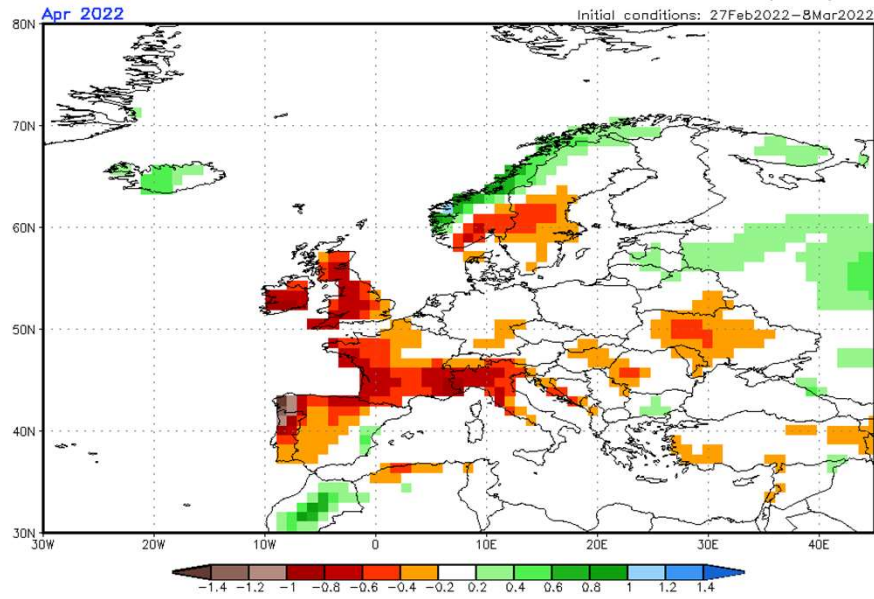 Apr 2022
Initial conditions: 27Feb2022-8Mar2022
80N
70N
60N
50N
40N
30N
30W 20W 10W 0 10E 20E 30E 40E
-1.4 -1.2 -1 -0.8 -0.6 -0.4 -0.2 0.2 0.4 0.6 0.8 1 1.2 1.4